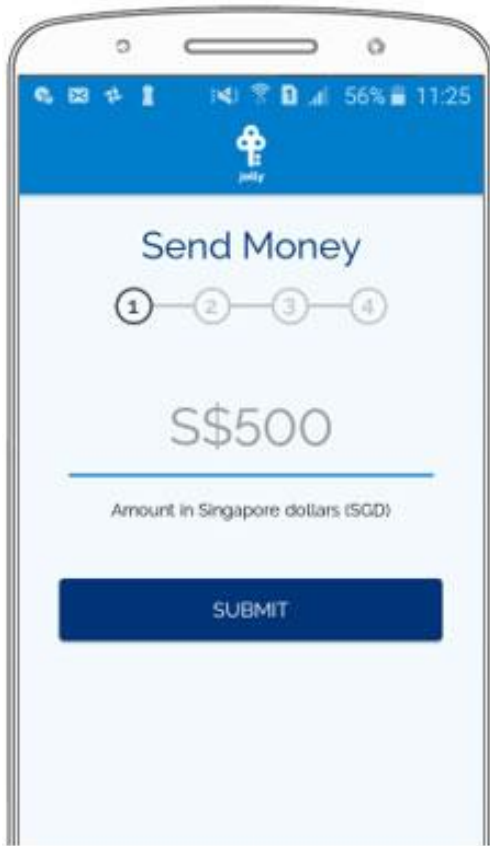 56% 11:25
jelly
Send Money
1 2 3 4
S$500
Amount in Singapore dollars (SGD)
SUBMIT